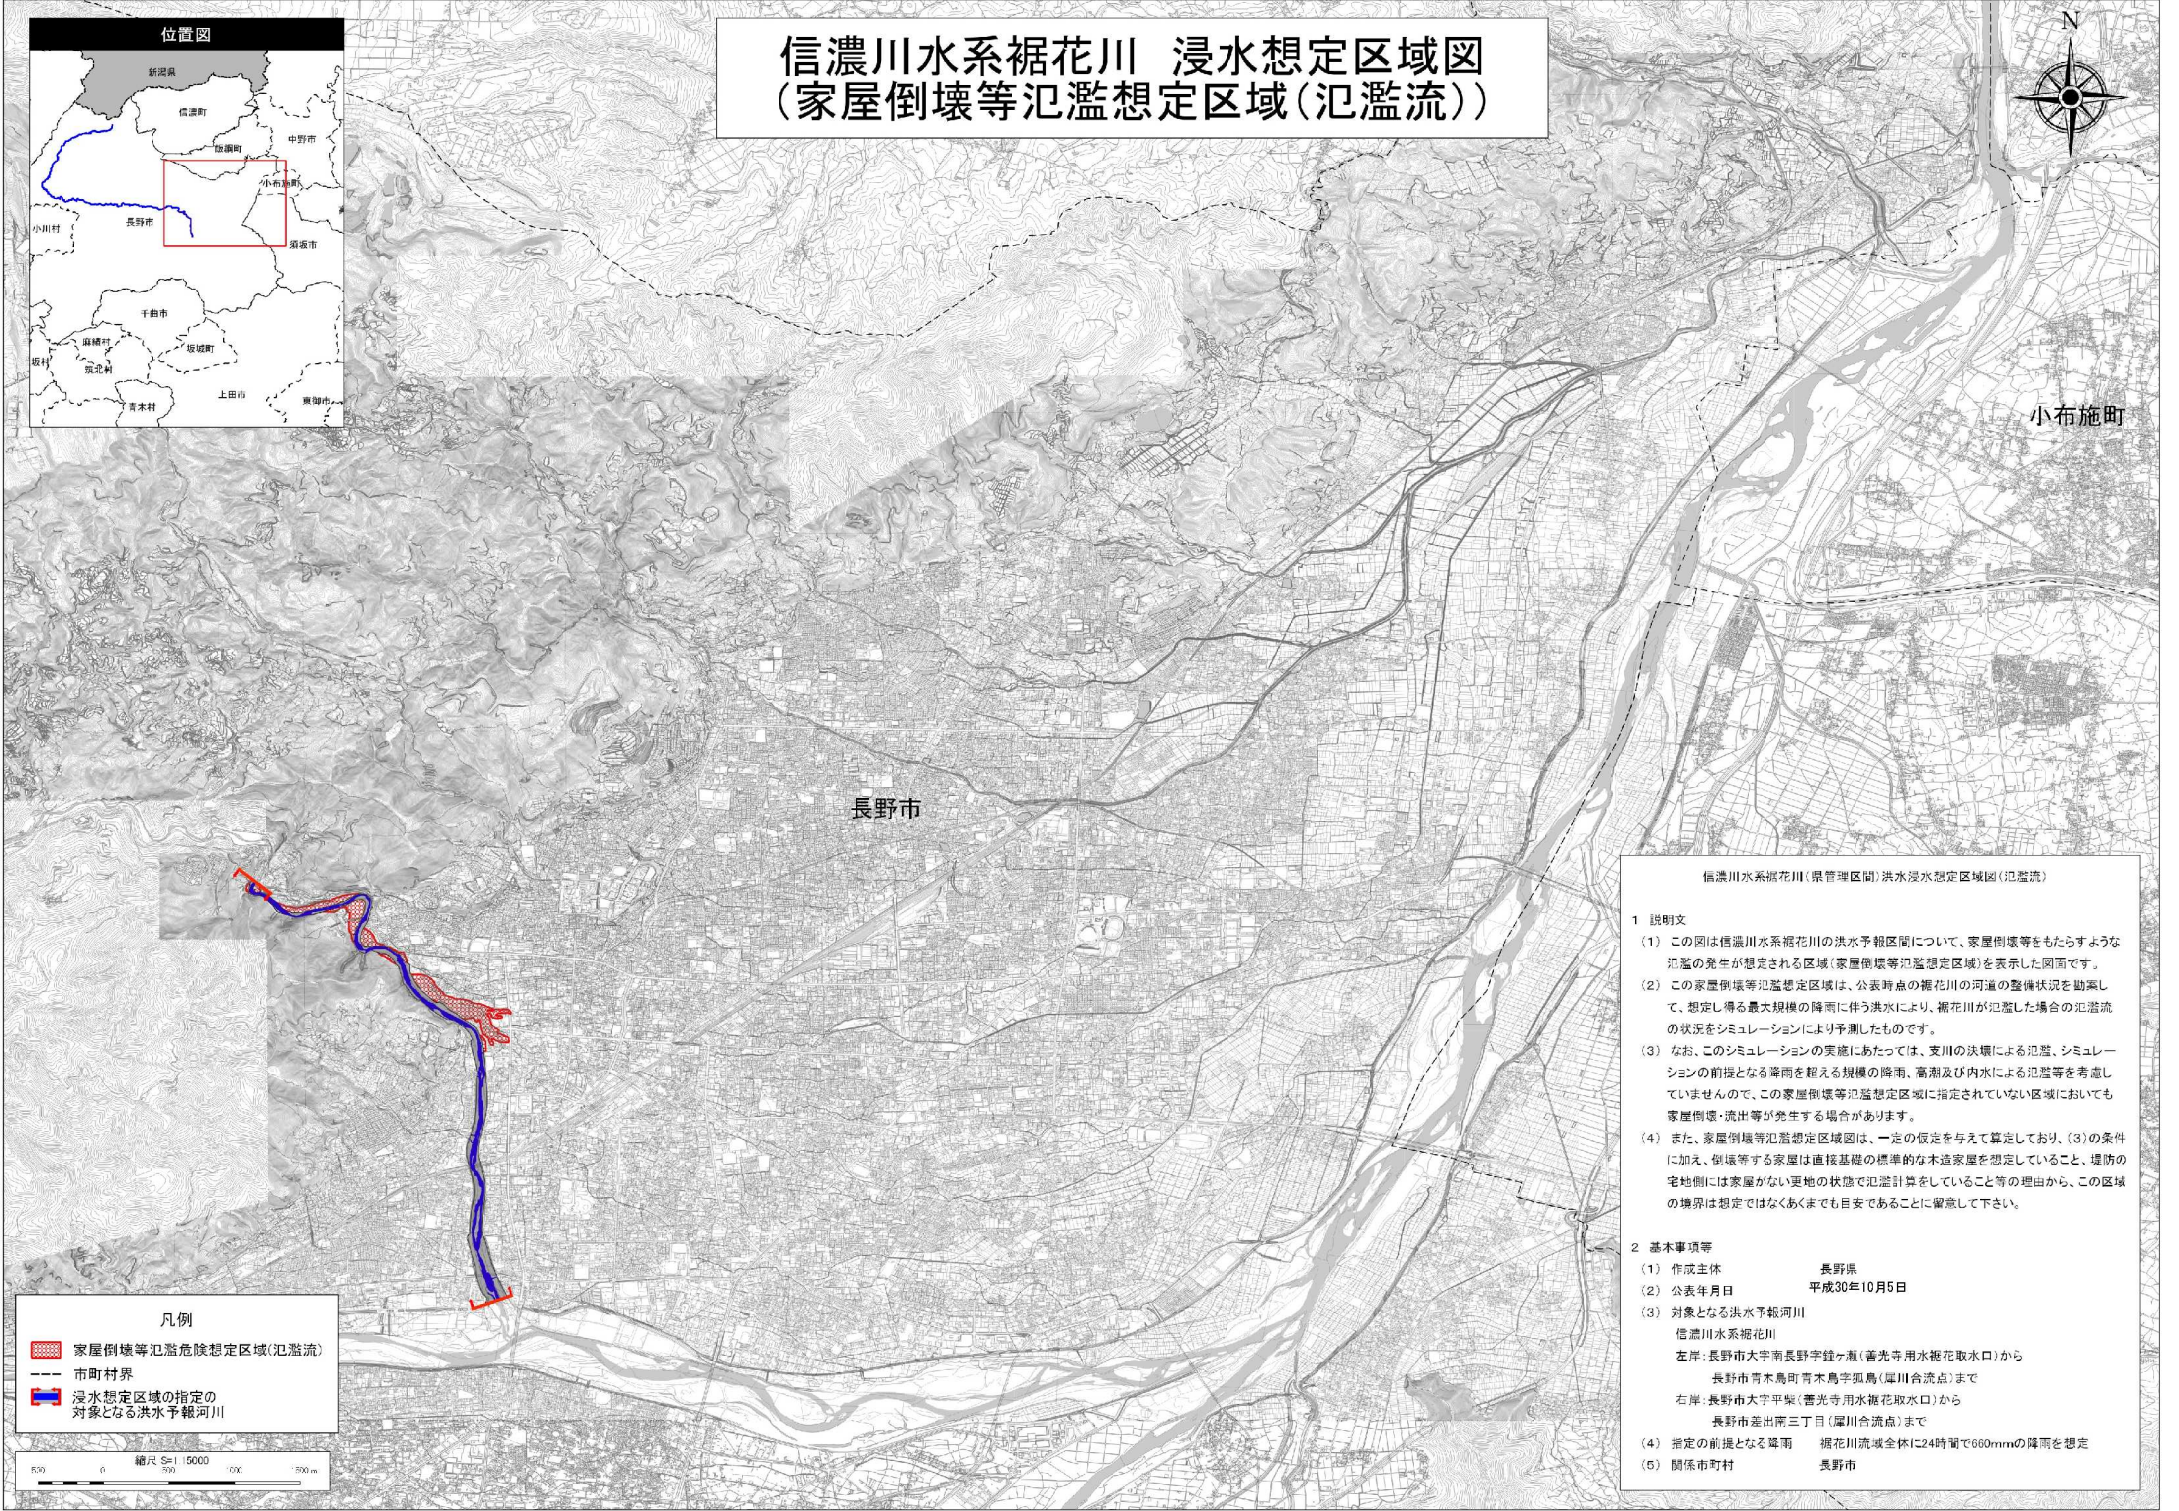 位置図
新潟県
信濃町
中野市
飯綱町
小布施町
長野市
小川村
須坂市
千曲市
麻績村
坂城町
坂村
筑北村
青木村
上田市
東御市
信濃川水系裾花川 浸水想定区域図
(家屋倒壊等氾濫想定区域(氾濫流))
N
小布施町
長野市
凡例
家屋倒壊等氾濫危険想定区域(氾濫流)
市町村界
浸水想定区域の指定の
対象となる洪水予報河川
縮尺 S=1:15000
500 0 500 1000 1500 m
信濃川水系裾花川(県管理区間)洪水浸水想定区域図(氾濫流)
1 説明文
(1) この図は信濃川水系裾花川の洪水予報区間について、家屋倒壊等をもたらすような
氾濫の発生が想定される区域(家屋倒壊等氾濫想定区域)を表示した図面です。
(2) この家屋倒壊等氾濫想定区域は、公表時点の裾花川の河道の整備状況を勘案し
て、想定し得る最大規模の降雨に伴う洪水により、裾花川が氾濫した場合の氾濫流
の状況をシミュレーションにより予測したものです。
(3) なお、このシミュレーションの実施にあたっては、支川の決壊による氾濫、シミュレー
ションの前提となる降雨を超える規模の降雨、高潮及び内水による氾濫等を考慮し
ていませんので、この家屋倒壊等氾濫想定区域に指定されていない区域においても
家屋倒壊・流出等が発生する場合があります。
(4) また、家屋倒壊等氾濫想定区域図は、一定の仮定を与えて算定しており、(3)の条件
に加え、倒壊等する家屋は直接基礎の標準的な木造家屋を想定していること、堤防の
宅地側には家屋がない更地の状態で氾濫計算をしていること等の理由から、この区域
の境界は想定ではなくあくまでも目安であることに留意して下さい。
2 基本事項等
(1) 作成主体 長野県
(2) 公表年月日 平成30年10月5日
(3) 対象となる洪水予報河川
信濃川水系裾花川
左岸:長野市大字南長野字鐘ヶ瀬(善光寺用水裾花取水口)から
長野市青木島町青木島字狐島(犀川合流点)まで
右岸:長野市大字平柴(善光寺用水裾花取水口)から
長野市差出南三丁目(犀川合流点)まで
(4) 指定の前提となる降雨 裾花川流域全体に24時間で660mmの降雨を想定
(5) 関係市町村 長野市